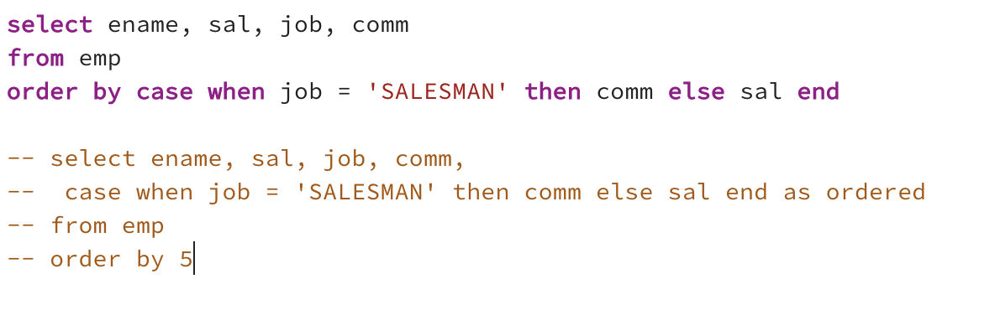 select ename, sal, job, comm
from emp
order by case when job = 'SALESMAN' then comm else sal end
-- select ename, sal, job, comm,
--  case when job = 'SALESMAN' then comm else sal end as ordered
-- from emp
-- order by 5